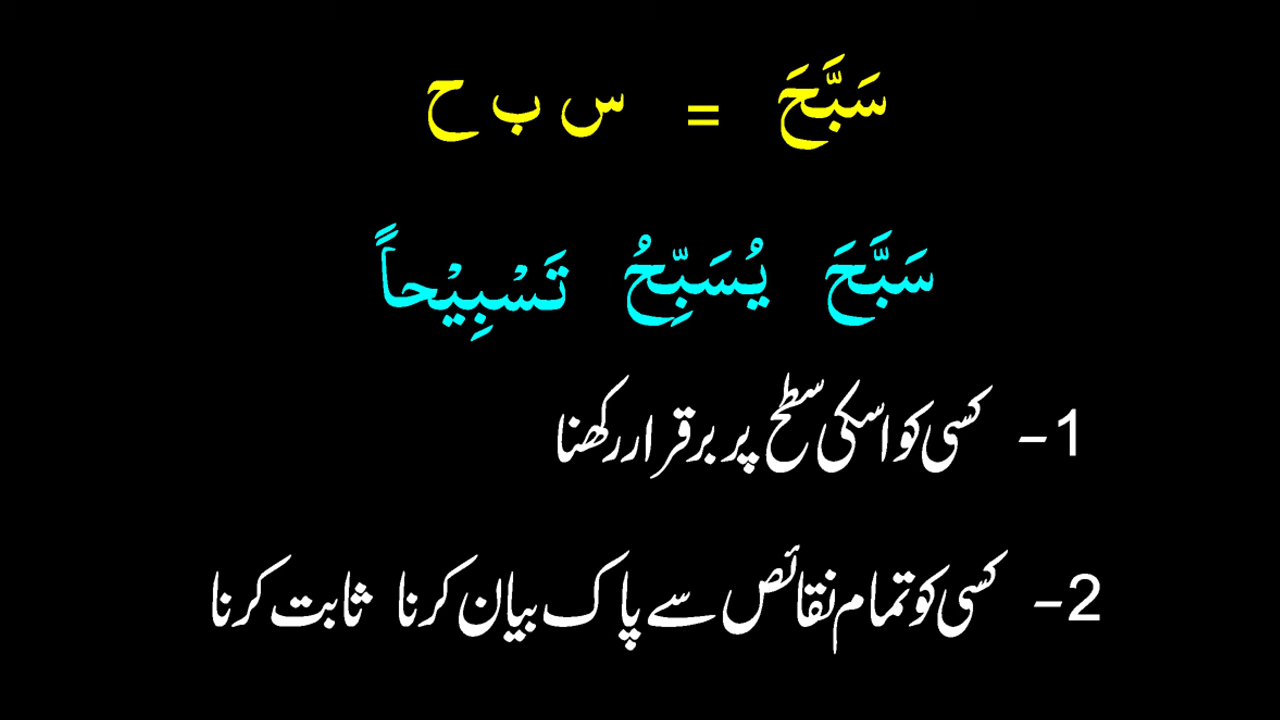 سَبَّحَ = س ب ح
سَبَّحَ يُسَبِّحُ تَسْبِيْحاً
1- کسی کو اسکی سطح پر برقرار رکھنا
2- کسی کو تمام نقائص سے پاک بیان کرنا ثابت کرنا